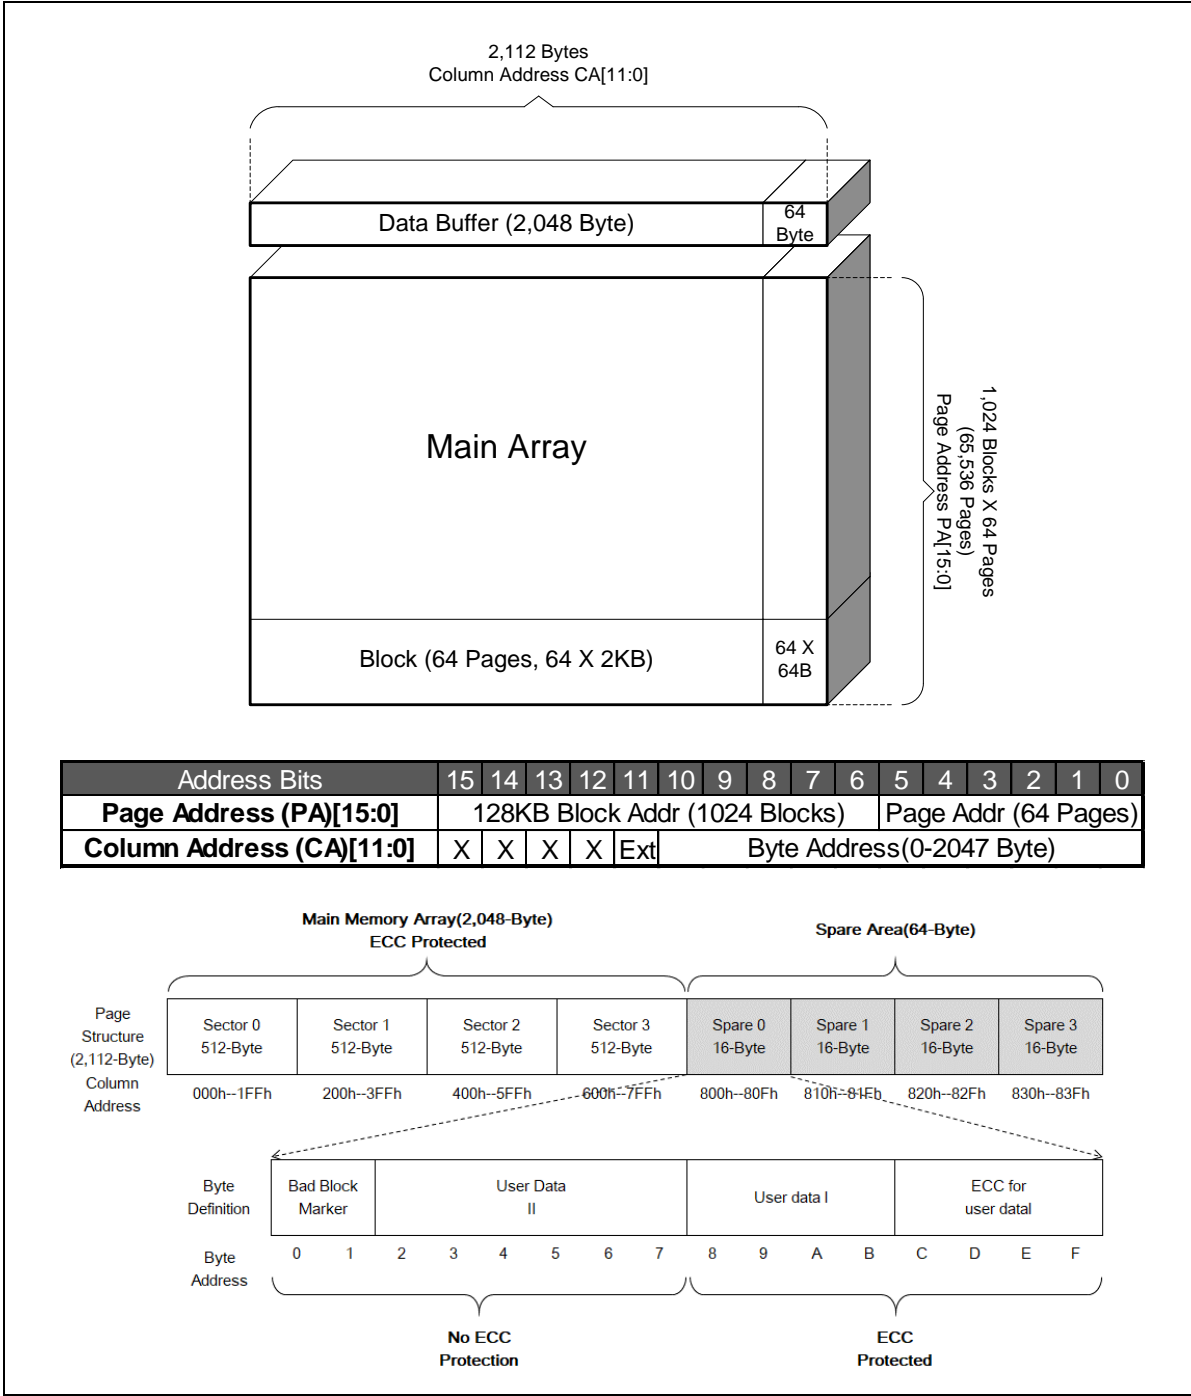 2,112 Bytes
Column Address CA[11:0]
Data Buffer (2,048 Byte)
64
Byte
Main Array
1,024 Blocks X 64 Pages
(65,536 Pages)
Page Address PA[15:0]
Block (64 Pages, 64 X 2KB)
64 X
64B
Address Bits 15 14 13 12 11 10 9 8 7 6 5 4 3 2 1 0
Page Address (PA)[15:0] 128KB Block Addr (1024 Blocks) Page Addr (64 Pages)
Column Address (CA)[11:0] X X X X Ext Byte Address(0-2047 Byte)
Main Memory Array(2,048-Byte)
ECC Protected
Spare Area(64-Byte)
Page
Structure
(2,112-Byte)
Column
Address
Sector 0
512-Byte
Sector 1
512-Byte
Sector 2
512-Byte
Sector 3
512-Byte
Spare 0
16-Byte
Spare 1
16-Byte
Spare 2
16-Byte
Spare 3
16-Byte
000h--1FFh 200h--3FFh 400h--5FFh 600h--7FFh 800h--80Fh 810h--81Fh 820h--82Fh 830h--83Fh
Byte
Definition
Bad Block
Marker
User Data
II
User data I
ECC for
user dataI
Byte
Address
0 1 2 3 4 5 6 7 8 9 A B C D E F
No ECC
Protection
ECC
Protected